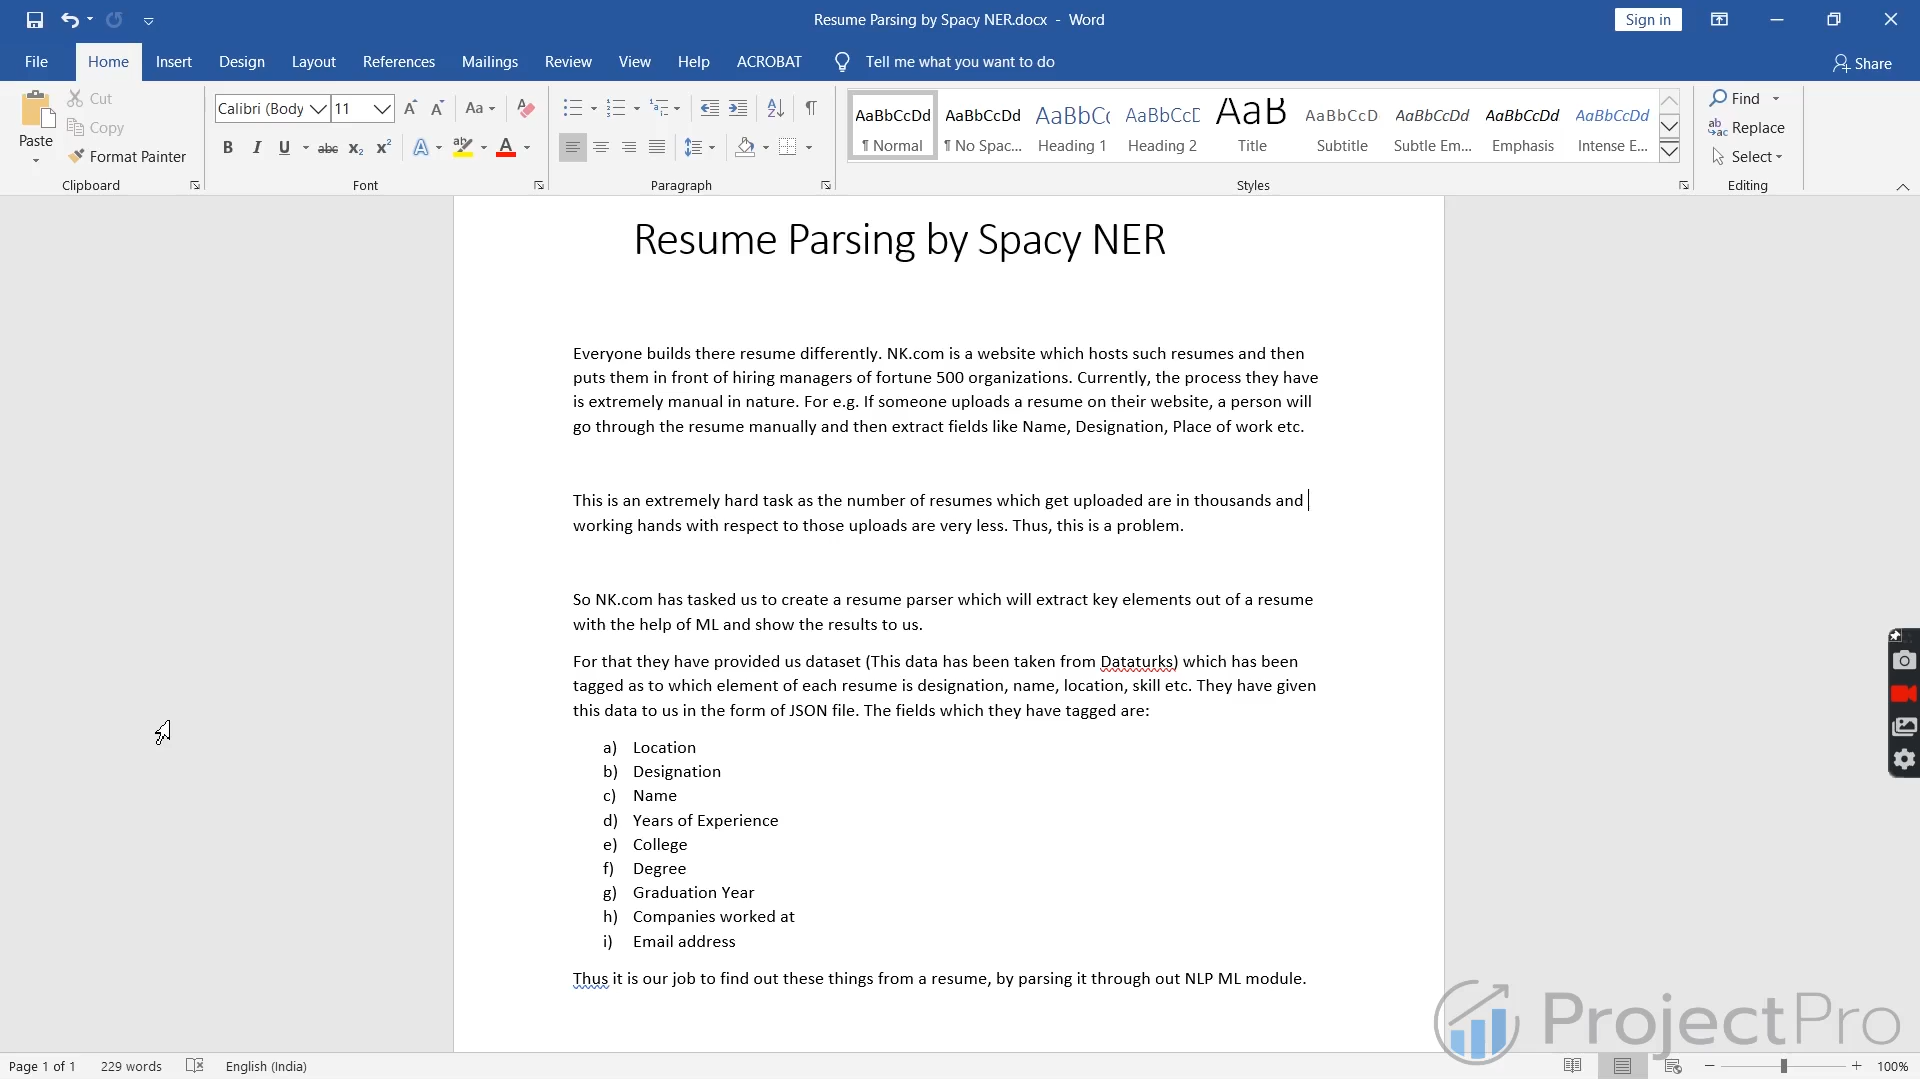 Resume Parsing by Spacy NER.docx - Word
Sign in
File Home Insert Design Layout References Mailings Review View Help ACROBAT Tell me what you want to do Share
Paste
Cut
Copy
Format Painter
Clipboard
Calibri (Body 11
Aa
B I U abc x₂ x² A ab A
Font
Paragraph
AaBbCcDd AaBbCcDd AaBbC AaBbCcD AaB AaBbCcD AaBbCcDd AaBbCcDd AaBbCcDd
¶ Normal ¶ No Spac... Heading 1 Heading 2 Title Subtitle Subtle Em... Emphasis Intense E...
Styles
Find
Replace
Select
Editing
Resume Parsing by Spacy NER
Everyone builds there resume differently. NK.com is a website which hosts such resumes and then
puts them in front of hiring managers of fortune 500 organizations. Currently, the process they have
is extremely manual in nature. For e.g. If someone uploads a resume on their website, a person will
go through the resume manually and then extract fields like Name, Designation, Place of work etc.
This is an extremely hard task as the number of resumes which get uploaded are in thousands and
working hands with respect to those uploads are very less. Thus, this is a problem.
So NK.com has tasked us to create a resume parser which will extract key elements out of a resume
with the help of ML and show the results to us.
For that they have provided us dataset (This data has been taken from Dataturks) which has been
tagged as to which element of each resume is designation, name, location, skill etc. They have given
this data to us in the form of JSON file. The fields which they have tagged are:
a) Location
b) Designation
c) Name
d) Years of Experience
e) College
f) Degree
g) Graduation Year
h) Companies worked at
i) Email address
Thus it is our job to find out these things from a resume, by parsing it through out NLP ML module.
ProjectPro
Page 1 of 1 229 words English (India) 100%